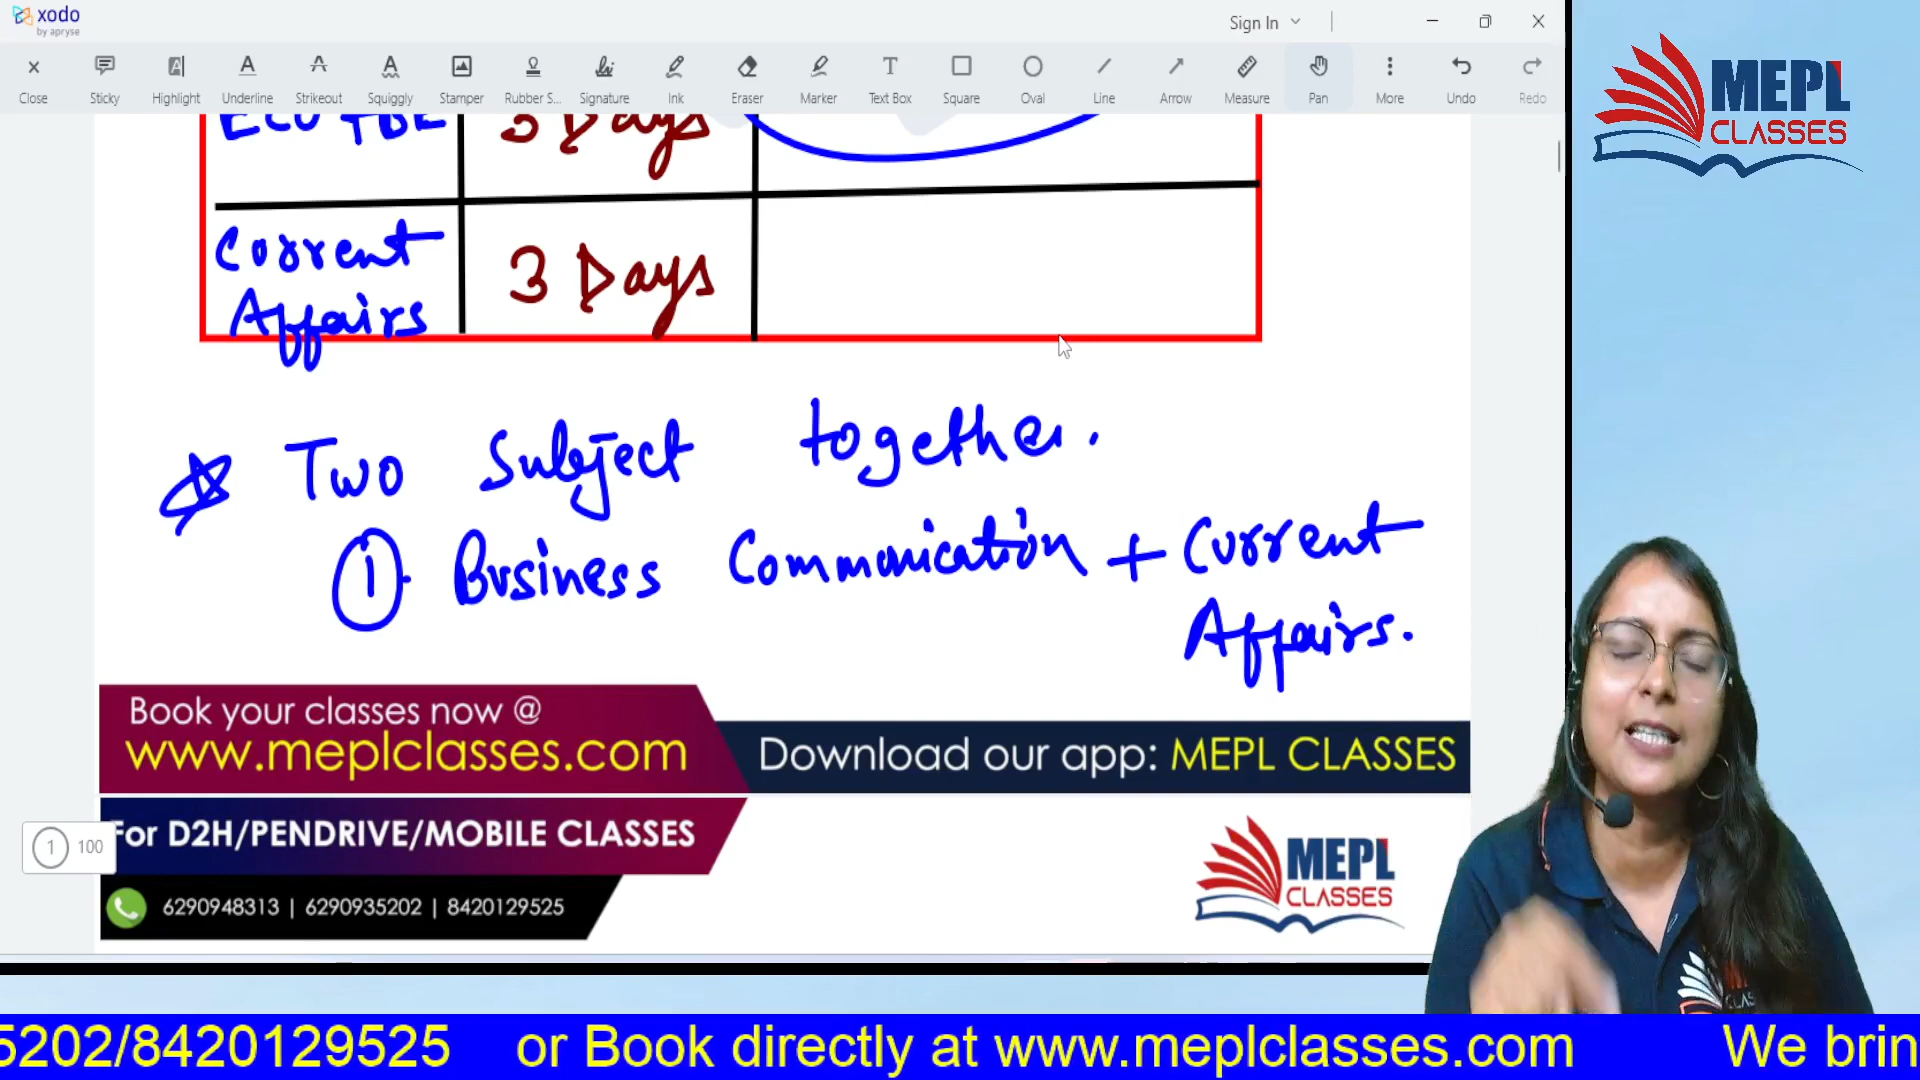 xodo
by apryse
Sign In
Close Sticky Highlight Underline Strikeout Squiggly Stamper Rubber S... Signature Ink Eraser Marker Text Box Square Oval Line Arrow Measure Pan More Undo Redo
MEPL
CLASSES
ECO + BE 3 Days
Current
Affairs
3 Days
Two Subject together.
1. Business Communication + Current
Affairs.
Book your classes now @
www.meplclasses.com
Download our app: MEPL CLASSES
For D2H/PENDRIVE/MOBILE CLASSES
1 100
6290948313 | 6290935202 | 8420129525
MEPL
CLASSES
5202/8420129525 or Book directly at www.meplclasses.com We brin